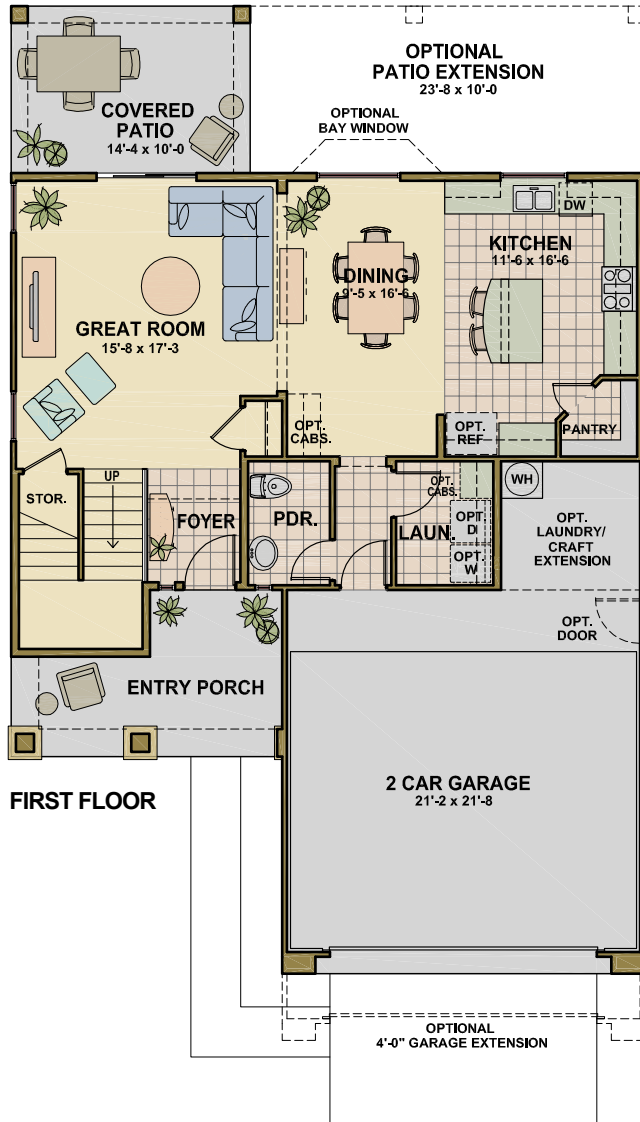 OPTIONAL
PATIO EXTENSION
23'-8 x 10'-0
COVERED
PATIO
14'-4 x 10'-0
OPTIONAL
BAY WINDOW
DW
KITCHEN
11'-6 x 16'-6
DINING
9'-5 x 16'-6
GREAT ROOM
15'-8 x 17'-3
OPT.
CABS.
OPT.
REF
PANTRY
STOR.
UP
FOYER
PDR.
OPT.
CABS.
LAUN.
OPT
D
OPT.
W
WH
OPT.
LAUNDRY/
CRAFT
EXTENSION
OPT.
DOOR
ENTRY PORCH
2 CAR GARAGE
21'-2 x 21'-8
FIRST FLOOR
OPTIONAL
4'-0" GARAGE EXTENSION